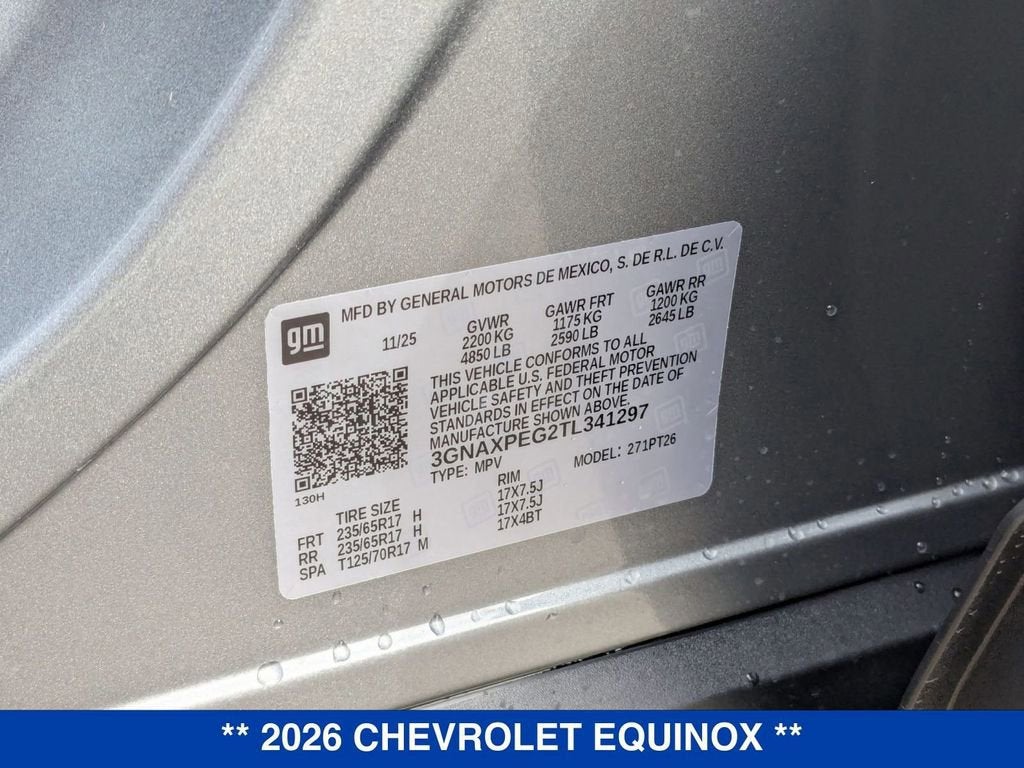 MFD BY GENERAL MOTORS DE MEXICO, S. DE R.L. DE C.V.
gm
11/25
GVWR GAWR FRT GAWR RR
2200 KG 1175 KG 1200 KG
4850 LB 2590 LB 2645 LB
THIS VEHICLE CONFORMS TO ALL
APPLICABLE U.S. FEDERAL MOTOR
VEHICLE SAFETY AND THEFT PREVENTION
STANDARDS IN EFFECT ON THE DATE OF
MANUFACTURE SHOWN ABOVE.
3GNAXPEG2TL341297
TYPE: MPV MODEL: 271PT26
130H
TIRE SIZE RIM
FRT 235/65R17 H 17X7.5J
RR 235/65R17 H 17X7.5J
SPA T125/70R17 M 17X4BT
** 2026 CHEVROLET EQUINOX **